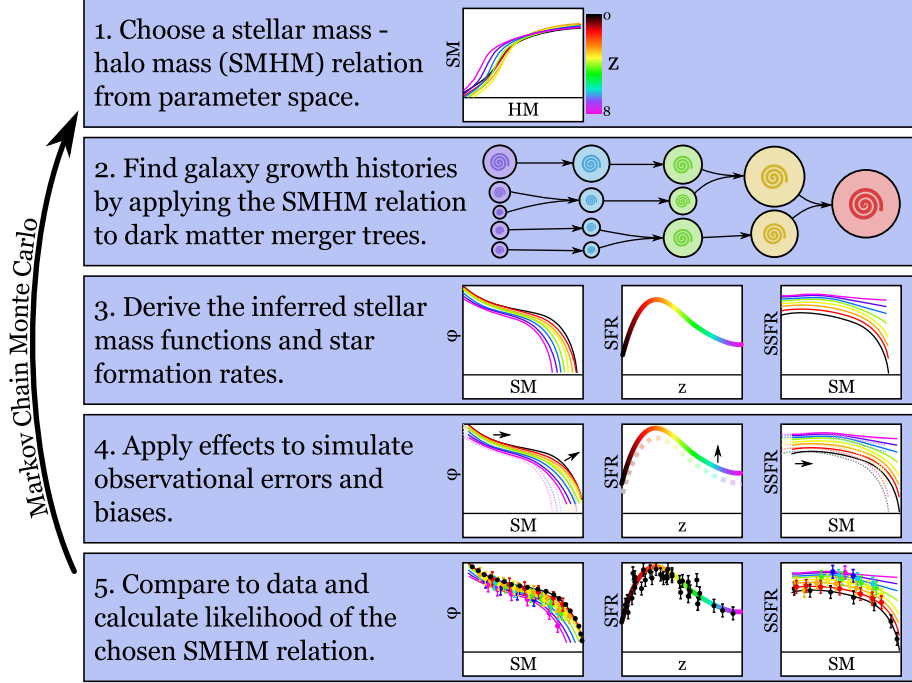 1. Choose a stellar mass -
halo mass (SMHM) relation
from parameter space.
SM
HM
0
z
8
2. Find galaxy growth histories
by applying the SMHM relation
to dark matter merger trees.
3. Derive the inferred stellar
mass functions and star
formation rates.
φ
SM
SFR
z
SSFR
SM
4. Apply effects to simulate
observational errors and
biases.
φ
SM
SFR
z
SSFR
SM
5. Compare to data and
calculate likelihood of the
chosen SMHM relation.
φ
SM
SFR
z
SSFR
SM
Markov Chain Monte Carlo